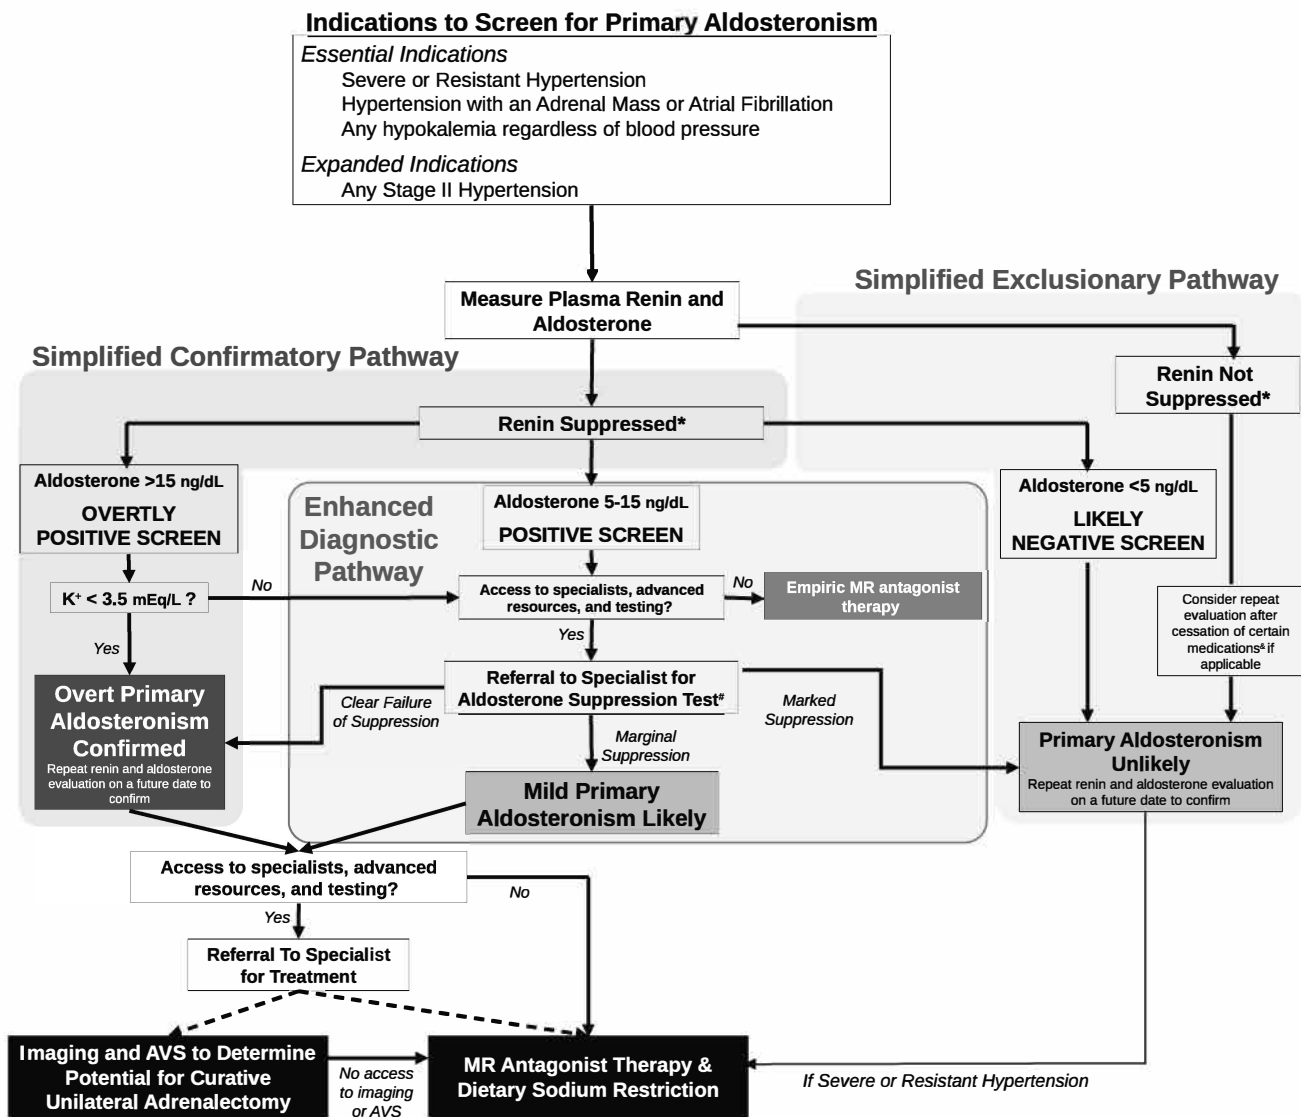 Indications to Screen for Primary Aldosteronism
Essential Indications
Severe or Resistant Hypertension
Hypertension with an Adrenal Mass or Atrial Fibrillation
Any hypokalemia regardless of blood pressure
Expanded Indications
Any Stage II Hypertension
Simplified Exclusionary Pathway
Measure Plasma Renin and
Aldosterone
Simplified Confirmatory Pathway
Renin Not
Suppressed*
Renin Suppressed*
Aldosterone >15 ng/dL
OVERTLY
POSITIVE SCREEN
Enhanced
Diagnostic
Pathway
Aldosterone 5-15 ng/dL
POSITIVE SCREEN
Aldosterone <5 ng/dL
LIKELY
NEGATIVE SCREEN
K+ < 3.5 mEq/L ?
No
Access to specialists, advanced
resources, and testing?
No
Empiric MR antagonist
therapy
Consider repeat
evaluation after
cessation of certain
medications& if
applicable
Yes
Yes
Overt Primary
Aldosteronism
Confirmed
Repeat renin and aldosterone
evaluation on a future date to
confirm
Clear Failure
of Suppression
Referral to Specialist for
Aldosterone Suppression Test#
Marked
Suppression
Marginal
Suppression
Mild Primary
Aldosteronism Likely
Primary Aldosteronism
Unlikely
Repeat renin and aldosterone evaluation
on a future date to confirm
Access to specialists, advanced
resources, and testing?
No
Yes
Referral To Specialist
for Treatment
Imaging and AVS to Determine
Potential for Curative
Unilateral Adrenalectomy
No access
to imaging
or AVS
MR Antagonist Therapy &
Dietary Sodium Restriction
If Severe or Resistant Hypertension